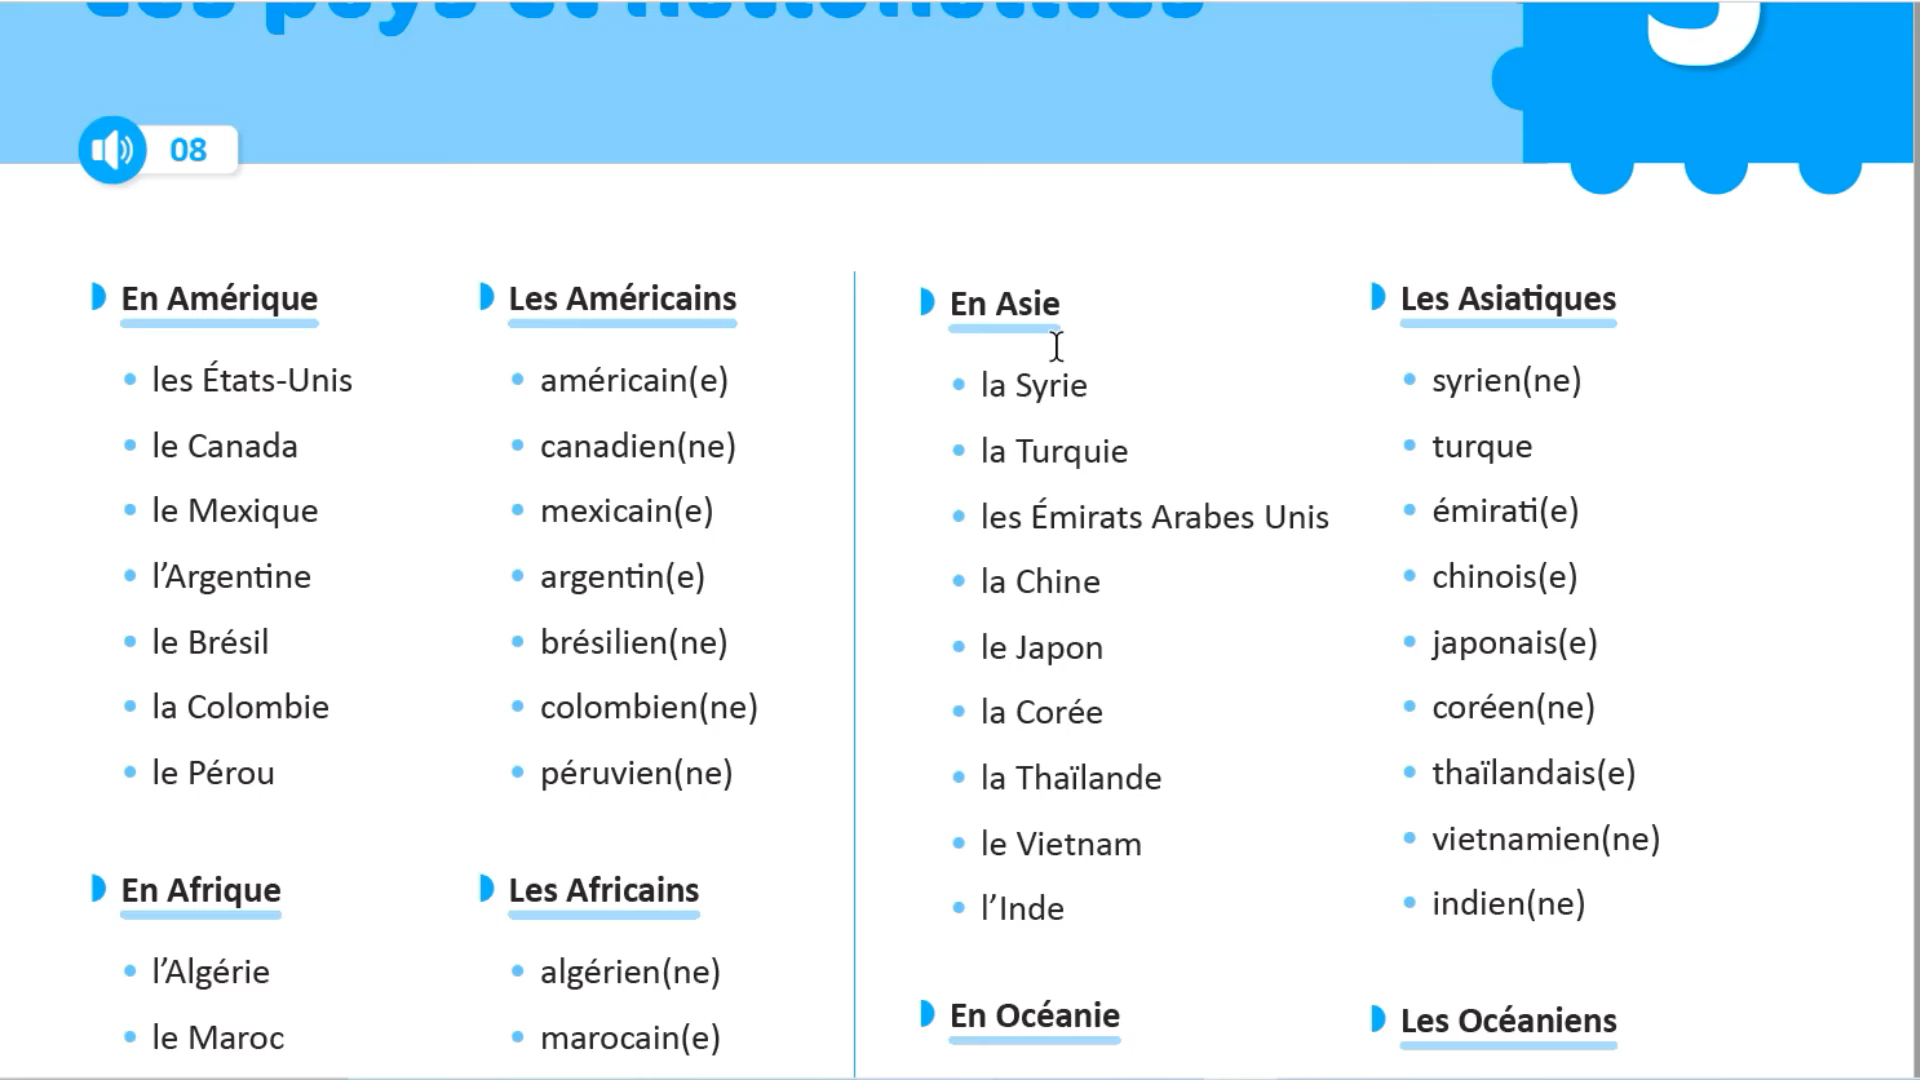 Les pays et nationalités
08
En Amérique
les États-Unis
le Canada
le Mexique
l’Argentine
le Brésil
la Colombie
le Pérou
Les Américains
américain(e)
canadien(ne)
mexicain(e)
argentin(e)
brésilien(ne)
colombien(ne)
péruvien(ne)
En Afrique
l’Algérie
le Maroc
Les Africains
algérien(ne)
marocain(e)
En Asie
la Syrie
la Turquie
les Émirats Arabes Unis
la Chine
le Japon
la Corée
la Thaïlande
le Vietnam
l’Inde
Les Asiatiques
syrien(ne)
turque
émirati(e)
chinois(e)
japonais(e)
coréen(ne)
thaïlandais(e)
vietnamien(ne)
indien(ne)
En Océanie
Les Océaniens